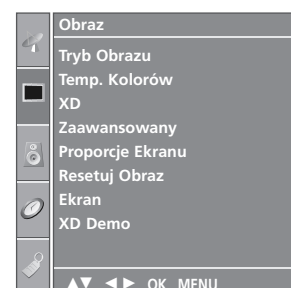 Obraz
Tryb Obrazu
Temp. Kolorów
XD
Zaawansowany
Proporcje Ekranu
Resetuj Obraz
Ekran
XD Demo
▲▼ ◄► OK MENU